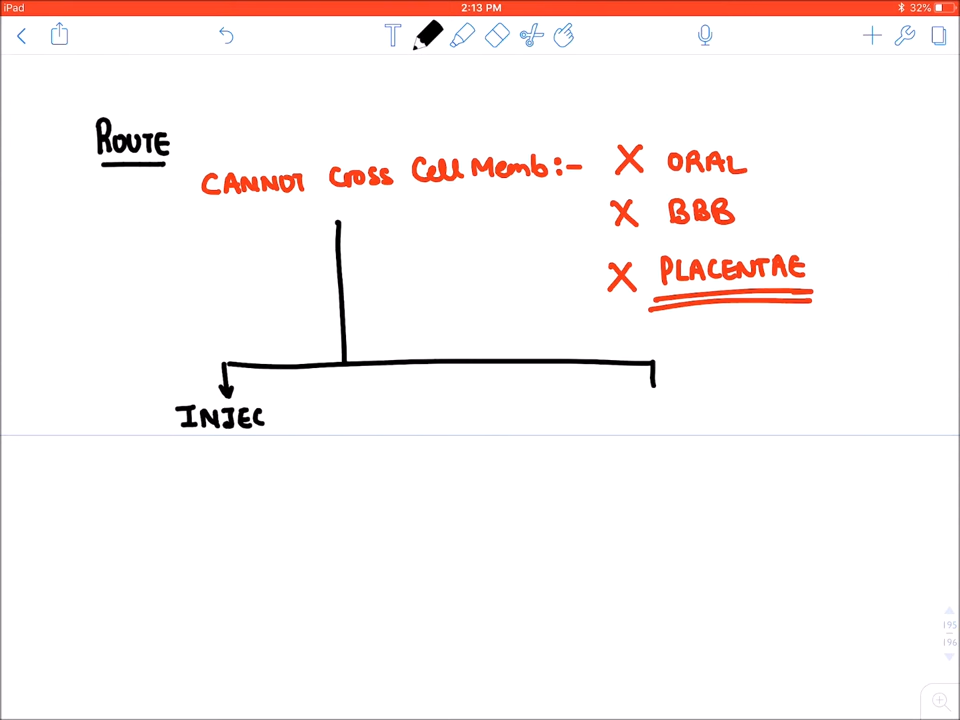 iPad 2:13 PM 32%
T
ROUTE
CANNOT Cross Cell Memb:- X ORAL
X BBB
X PLACENTAE
INJEC
195
196